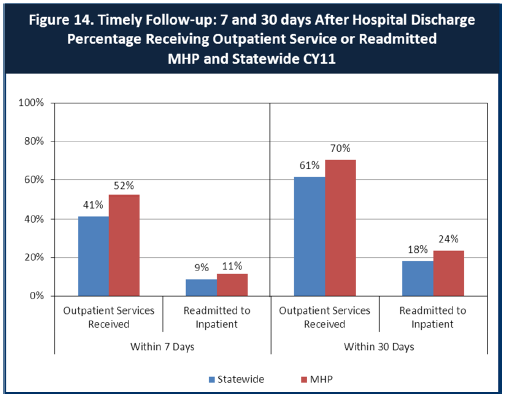 Figure 14. Timely Follow-up: 7 and 30 days After Hospital Discharge
Percentage Receiving Outpatient Service or Readmitted
MHP and Statewide CY11
100%
80%
60%
40%
20%
0%
41%
52%
9%
11%
61%
70%
18%
24%
Outpatient Services
Received
Readmitted to
Inpatient
Outpatient Services
Received
Readmitted to
Inpatient
Within 7 Days
Within 30 Days
Statewide
MHP